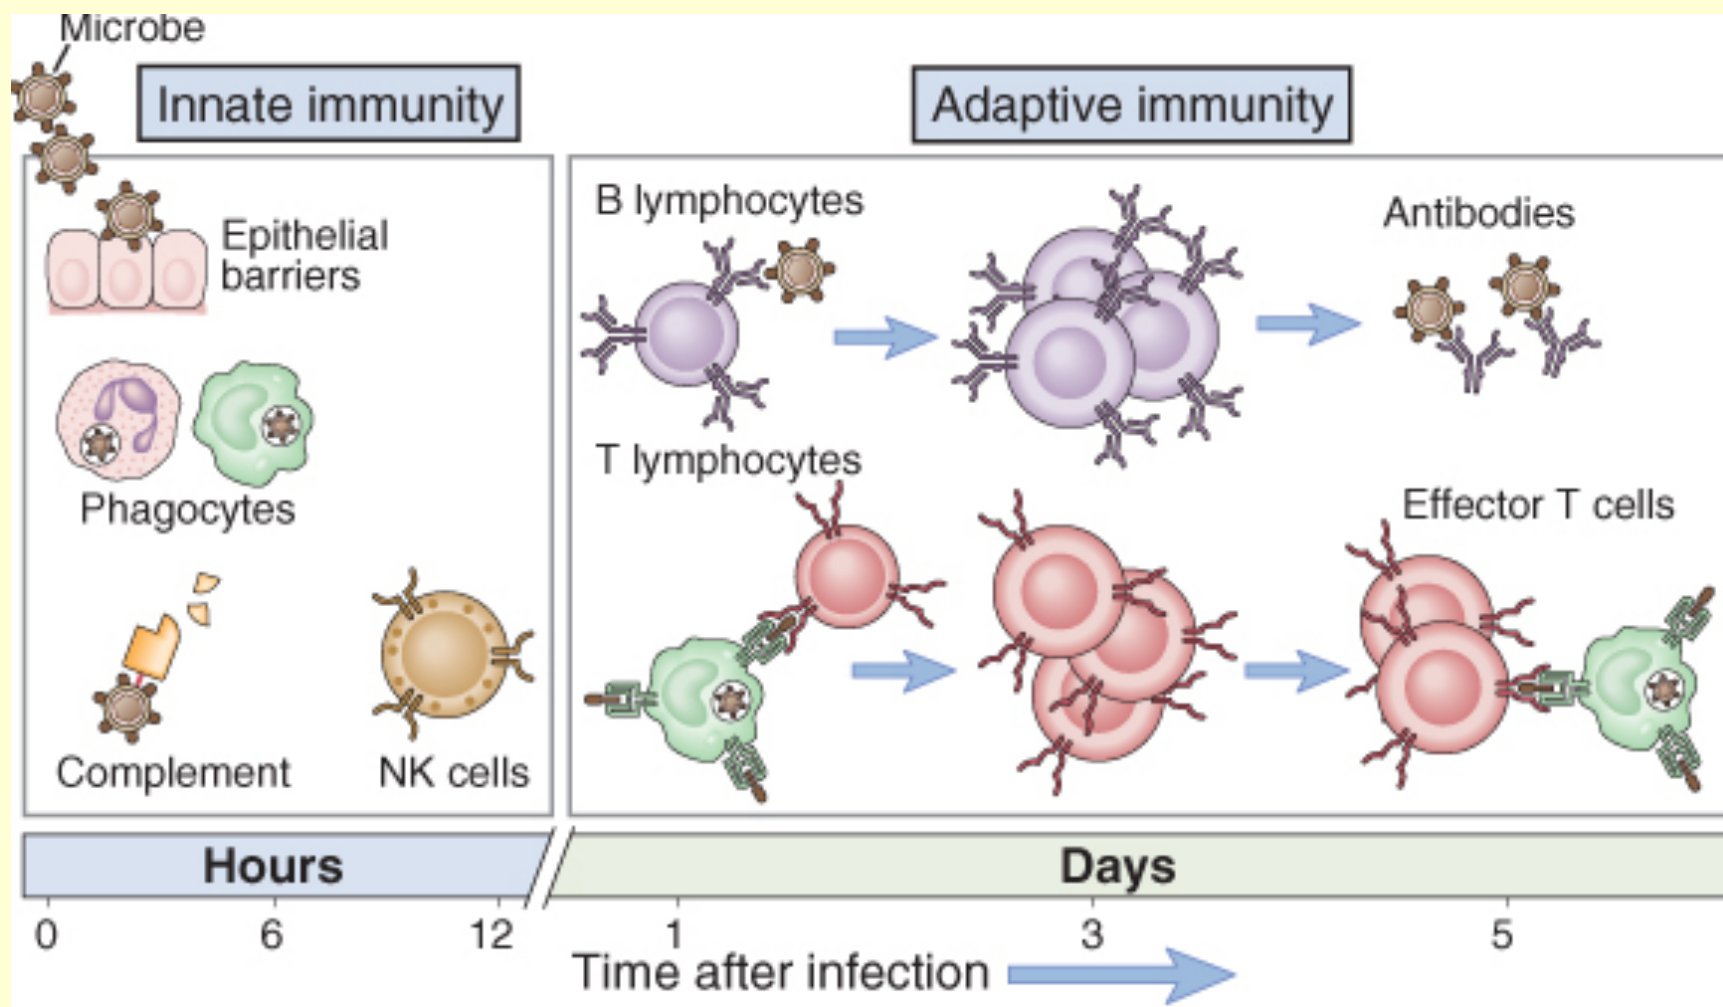 Microbe
Innate immunity
Adaptive immunity
Epithelial
barriers
Phagocytes
Complement
NK cells
B lymphocytes
Antibodies
T lymphocytes
Effector T cells
Hours
Days
0 6 12 1 3 5
Time after infection